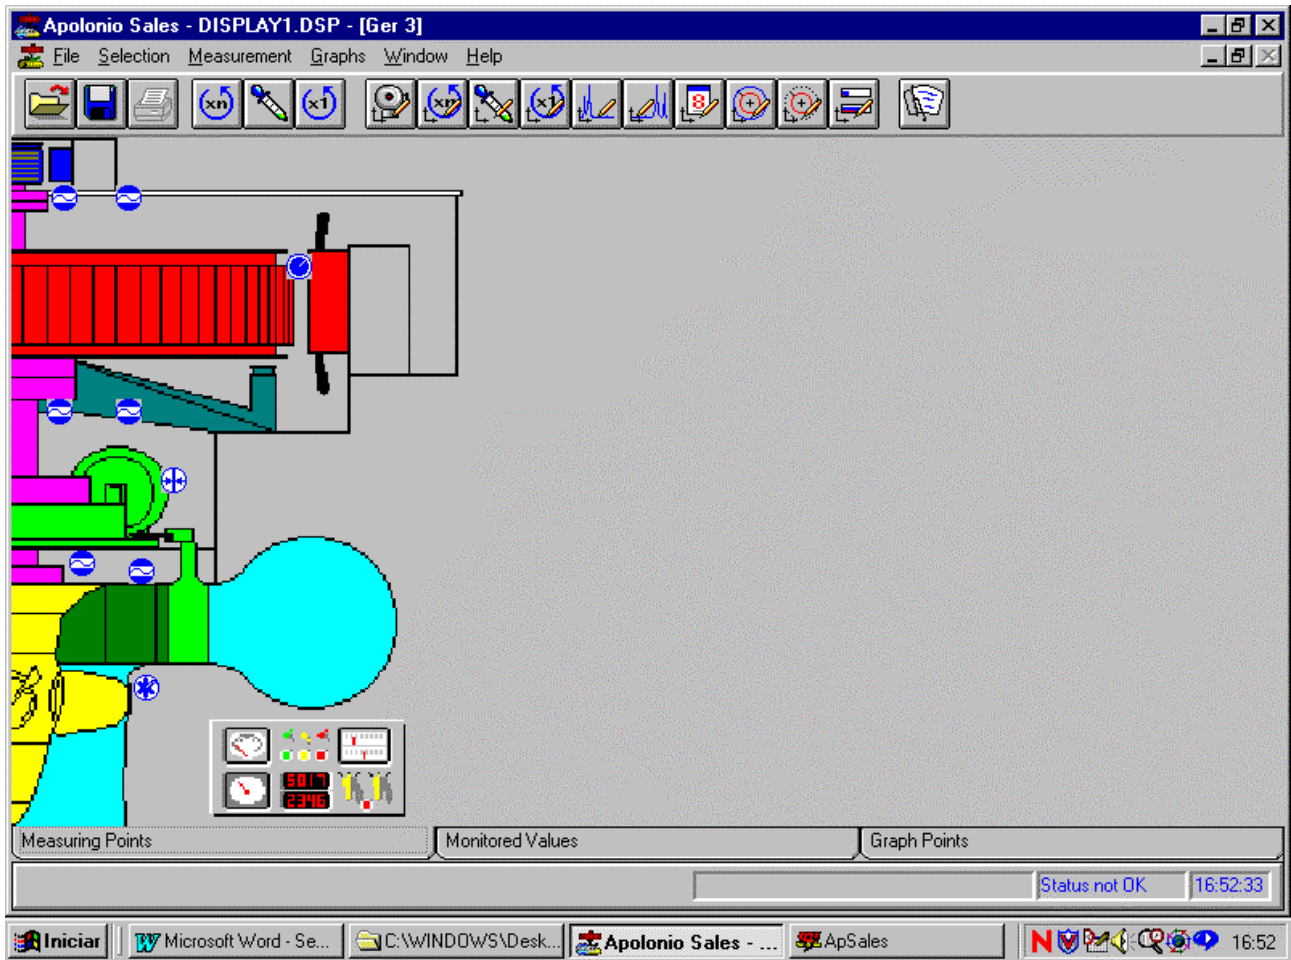 Apolonio Sales - DISPLAY1.DSP - [Ger 3]
File Selection Measurement Graphs Window Help
xn x1 xn x1 8
5017
2346
Measuring Points Monitored Values Graph Points
Status not OK 16:52:33
Iniciar Microsoft Word - Se... C:\WINDOWS\Desk... Apolonio Sales - ... ApSales N 16:52